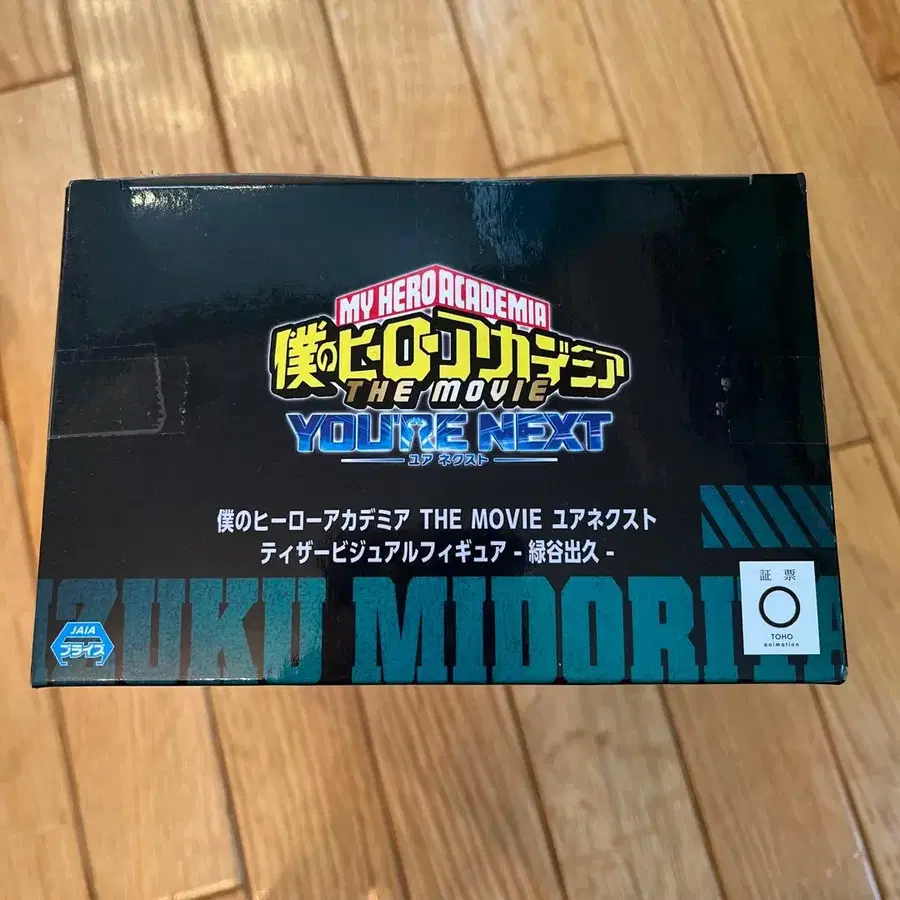 MY HERO ACADEMIA
僕のヒーローアカデミア
THE MOVIE
YOU'RE NEXT
ユア ネクスト
僕のヒーローアカデミア THE MOVIE ユアネクスト
ティザービジュアルフィギュア - 緑谷出久 -
IZUKU MIDORIYA
JAIA
プライズ
証 票
TOHO
animation